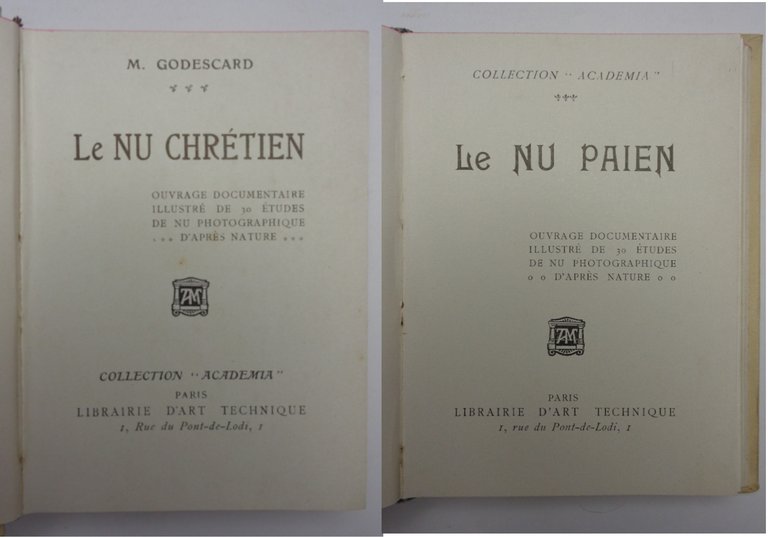 M. GODESCARD
Le NU CHRÉTIEN
OUVRAGE DOCUMENTAIRE
ILLUSTRÉ DE 30 ÉTUDES
DE NU PHOTOGRAPHIQUE
D'APRÈS NATURE
COLLECTION "ACADEMIA"
PARIS
LIBRAIRIE D'ART TECHNIQUE
1, Rue du Pont-de-Lodi, 1
COLLECTION "ACADEMIA"
Le NU PAIEN
OUVRAGE DOCUMENTAIRE
ILLUSTRÉ DE 30 ÉTUDES
DE NU PHOTOGRAPHIQUE
D'APRÈS NATURE
PARIS
LIBRAIRIE D'ART TECHNIQUE
1, rue du Pont-de-Lodi, 1